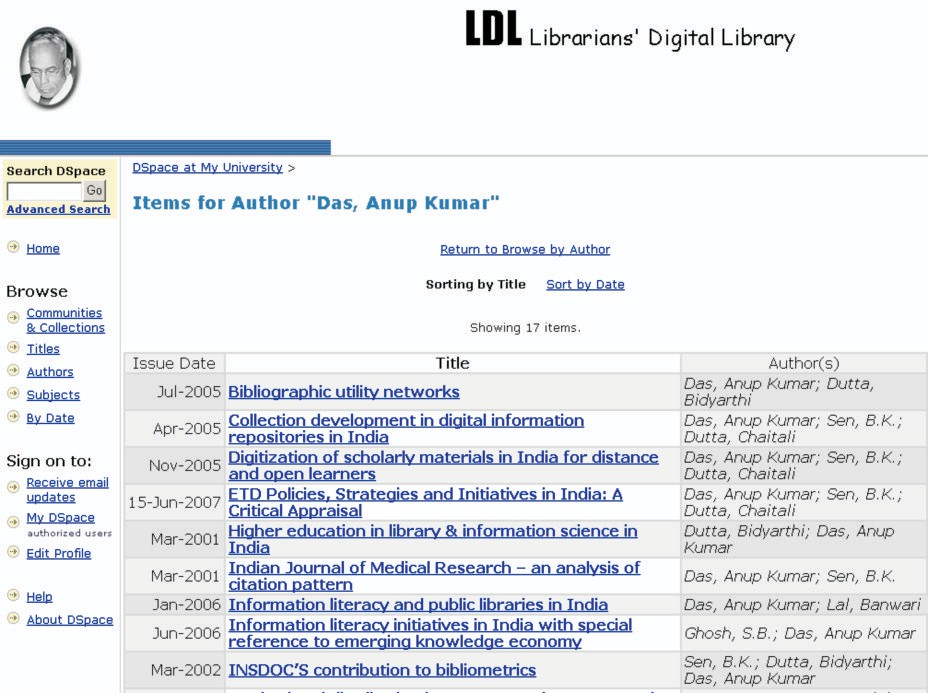 LDL Librarians' Digital Library
Search DSpace
Go
Advanced Search
Home
Browse
Communities
& Collections
Titles
Authors
Subjects
By Date
Sign on to:
Receive email
updates
My DSpace
authorized users
Edit Profile
Help
About DSpace
DSpace at My University >
Items for Author "Das, Anup Kumar"
Return to Browse by Author
Sorting by Title Sort by Date
Showing 17 items.
Issue Date Title Author(s)
Jul-2005 Bibliographic utility networks Das, Anup Kumar; Dutta,
Bidyarthi
Apr-2005 Collection development in digital information
repositories in India Das, Anup Kumar; Sen, B.K.;
Dutta, Chaitali
Nov-2005 Digitization of scholarly materials in India for distance
and open learners Das, Anup Kumar; Sen, B.K.;
Dutta, Chaitali
15-Jun-2007 ETD Policies, Strategies and Initiatives in India: A
Critical Appraisal Das, Anup Kumar; Sen, B.K.;
Dutta, Chaitali
Mar-2001 Higher education in library & information science in
India Dutta, Bidyarthi; Das, Anup
Kumar
Mar-2001 Indian Journal of Medical Research – an analysis of
citation pattern Das, Anup Kumar; Sen, B.K.
Jan-2006 Information literacy and public libraries in India Das, Anup Kumar; Lal, Banwari
Jun-2006 Information literacy initiatives in India with special
reference to emerging knowledge economy Ghosh, S.B.; Das, Anup Kumar
Mar-2002 INSDOC'S contribution to bibliometrics Sen, B.K.; Dutta, Bidyarthi;
Das, Anup Kumar